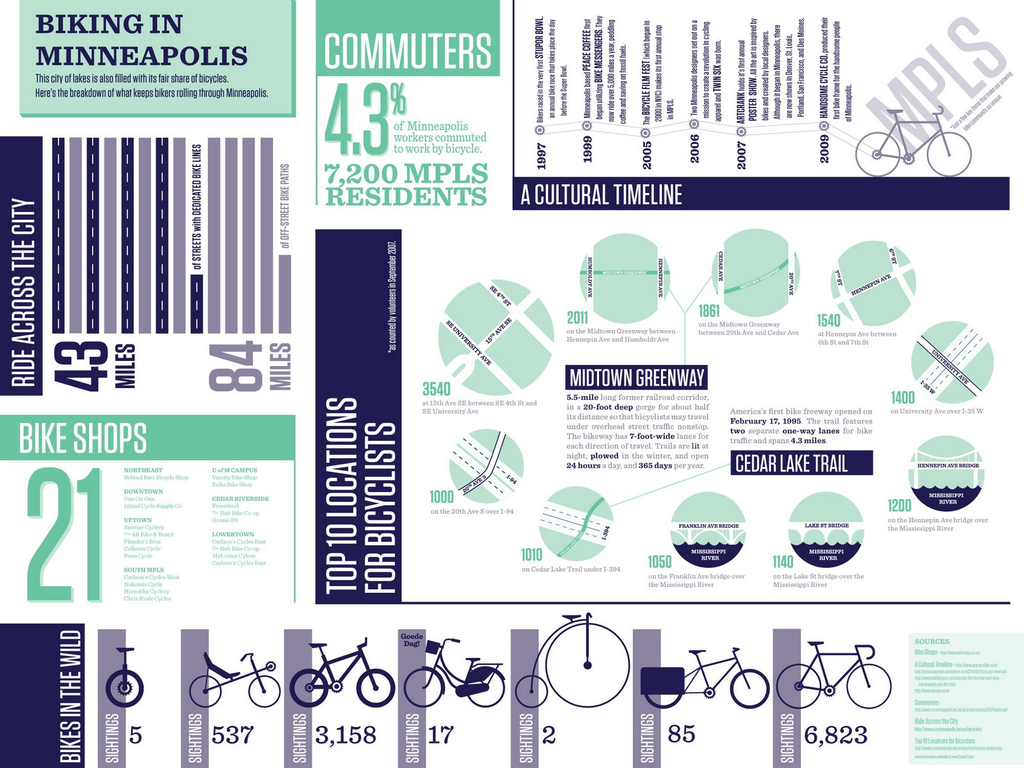 BIKING IN
MINNEAPOLIS
This city of lakes is also filled with its fair share of bicycles.
Here's the breakdown of what keeps bikers rolling through Minneapolis.
COMMUTERS
4.3%
of Minneapolis
workers commuted
to work by bicycle.
7,200 MPLS
RESIDENTS
Bikers raced in the very first STUPOR BOWL,
an annual bike race that takes place the day
before the Super Bowl.
1997
Minneapolis based PEACE COFFEE first
began utilizing BIKE MESSENGERS. They
now ride over 5,000 miles a year, peddling
coffee and saving on fossil fuels.
1999
The BICYCLE FILM FEST (which began in
2000 in NYC) makes its first annual stop
in MPLS.
2005
Two Minneapolis designers set out on a
mission to create a revolution in cycling
apparel and TWIN SIX was born.
2006
ARTCRANK holds it's first annual
POSTER SHOW. All the art is inspired by
bikes and created by local designers.
Although it began in Minneapolis, there
are now shows in Denver, St. Louis,
Portland, San Francisco, and Des Moines.
2007
HANDSOME CYCLE CO. produced their
first bike frame for the handsome people
of Minneapolis.
2009
MPLS
A CULTURAL TIMELINE
RIDE ACROSS THE CITY
43
MILES
of STREETS with DEDICATED BIKE LINES
84
MILES
of OFF-STREET BIKE PATHS
BIKE SHOPS
21
NORTHEAST
Behind Bars Bicycle Shop
DOWNTOWN
One On One
Island Cycle Supply Co
UPTOWN
Sunrise Cyclery
The Alt Bike & Board
Flander's Bros
Calhoun Cycle
Penn Cycle
SOUTH MPLS
Carlson's Cycles West
Nokomis Cycle
Hiawatha Cyclery
Chris Kvale Cycles
U of M CAMPUS
Varsity Bike Shop
Eriks Bike Shop
CEDAR RIVERSIDE
Freewheel
The Hub Bike Co-op
Grease Pit
LOWERTOWN
Carlson's Cycles East
The Hub Bike Co-op
Carlson's Cycles East
TOP 10 LOCATIONS
FOR BICYCLISTS
*as counted by volunteers in September 2007.
SE 4TH ST
15TH AVE SE
SE UNIVERSITY AVE
3540
at 15th Ave SE between SE 4th St and
SE University Ave
HUMBOLDT AVE
MIDTOWN GREENWAY
HENNEPIN AVE
2011
on the Midtown Greenway between
Hennepin Ave and Humboldt Ave
CEDAR AVE
MIDTOWN GREENWAY
20TH AVE
1861
on the Midtown Greenway
between 20th Ave and Cedar Ave
7TH ST
6TH ST
HENNEPIN AVE
1540
at Hennepin Ave between
6th St and 7th St
UNIVERSITY AVE
I-35 W
1400
on University Ave over I-35 W
MIDTOWN GREENWAY
5.5-mile long former railroad corridor,
in a 20-foot deep gorge for about half
its distance so that bicyclists may travel
under overhead street traffic nonstop.
The bikeway has 7-foot-wide lanes for
each direction of travel. Trails are lit at
night, plowed in the winter, and open
24 hours a day, and 365 days per year.
America's first bike freeway opened on
February 17, 1995. The trail features
two separate one-way lanes for bike
traffic and spans 4.3 miles.
CEDAR LAKE TRAIL
20TH AVE S
I-94
1000
on the 20th Ave S over I-94
I-394
1010
on Cedar Lake Trail under I-394
FRANKLIN AVE BRIDGE
MISSISSIPPI
RIVER
1050
on the Franklin Ave bridge over
the Mississippi River
LAKE ST BRIDGE
MISSISSIPPI
RIVER
1140
on the Lake St bridge over the
Mississippi River
HENNEPIN AVE BRIDGE
MISSISSIPPI
RIVER
1200
on the Hennepin Ave bridge over
the Mississippi River
BIKES IN THE WILD
SIGHTINGS 5
SIGHTINGS 537
SIGHTINGS 3,158
Goede
Dag!
SIGHTINGS 17
SIGHTINGS 2
SIGHTINGS 85
SIGHTINGS 6,823
SOURCES
Bike Shops
A Cultural Timeline
Commuters
Ride Across the City
Top 10 Locations for Bicyclists